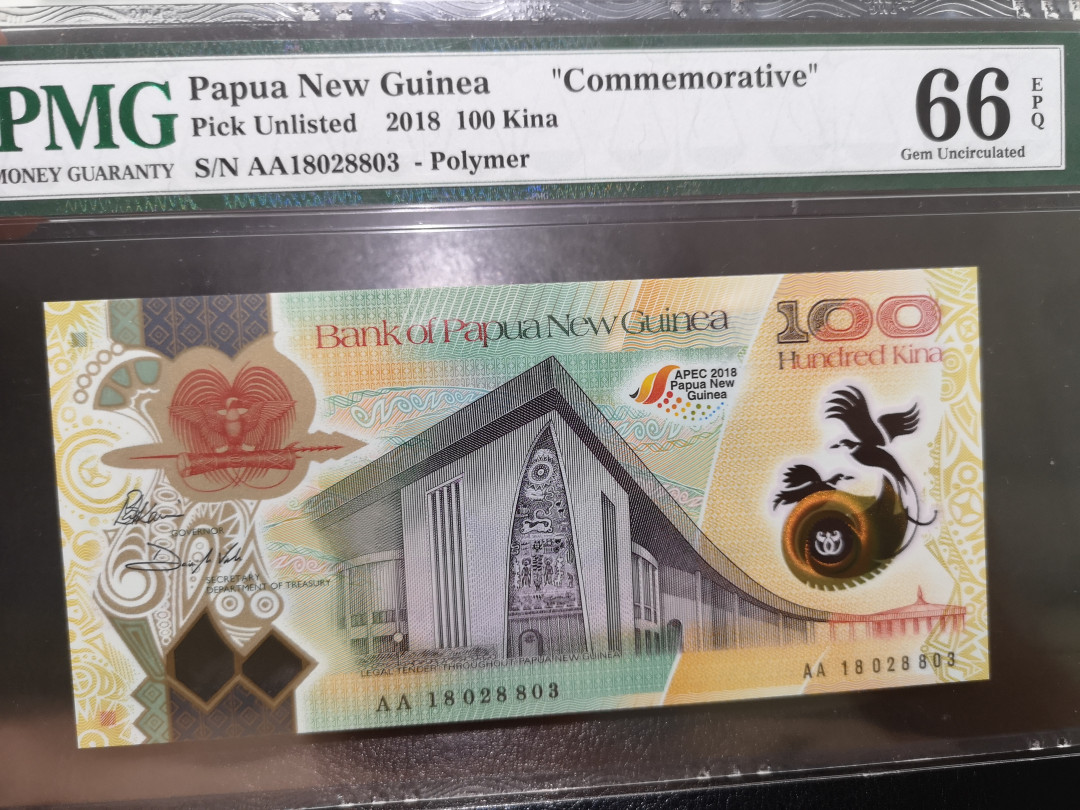 PMG
MONEY GUARANTY
Papua New Guinea "Commemorative"
Pick Unlisted 2018 100 Kina
S/N AA18028803 - Polymer
66
EPQ
Gem Uncirculated
Bank of Papua New Guinea
100
Hundred Kina
APEC 2018
Papua New
Guinea
GOVERNOR
SECRETARY
DEPARTMENT OF TREASURY
LEGAL TENDER THROUGHOUT PAPUA NEW GUINEA
AA 18028803
AA 18028803